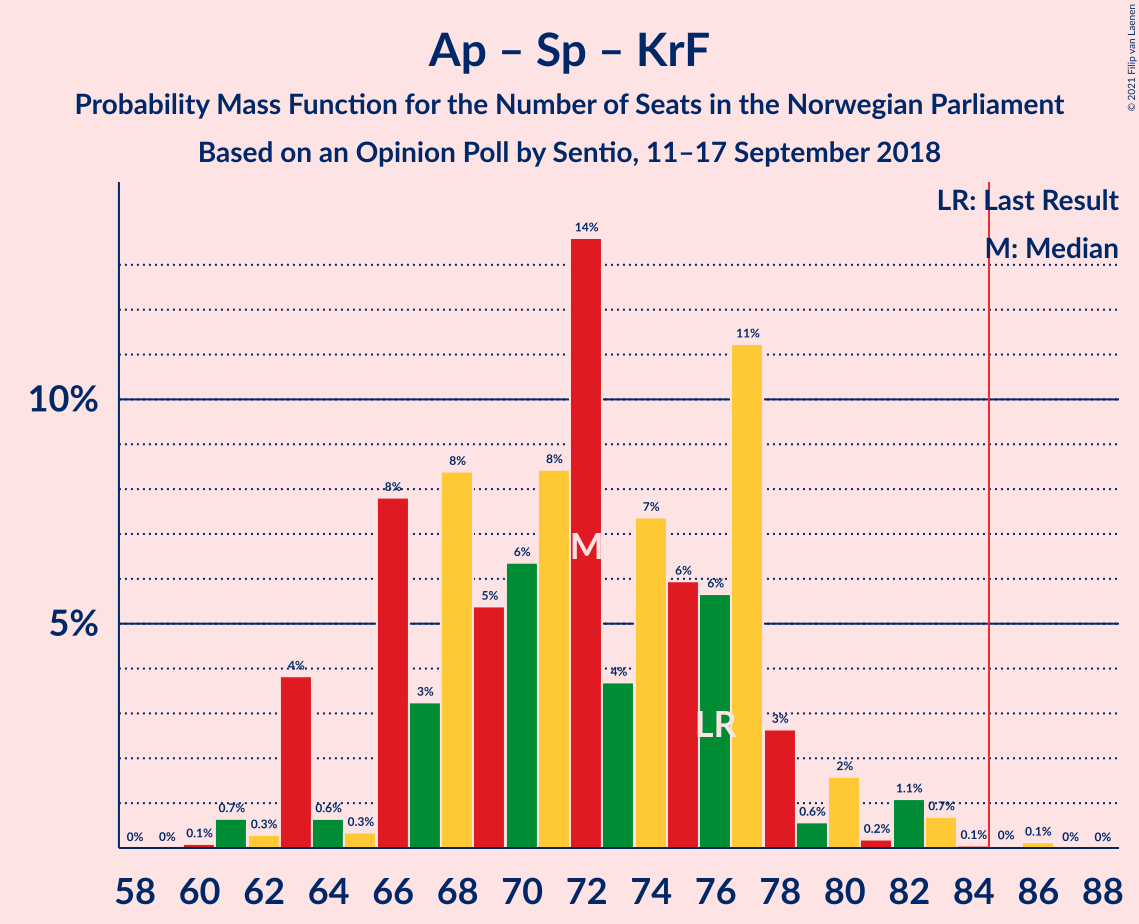 Ap – Sp – KrF
Probability Mass Function for the Number of Seats in the Norwegian Parliament
Based on an Opinion Poll by Sentio, 11–17 September 2018
© 2021 Filip van Laenen
LR: Last Result
M: Median
10%
5%
0% 0% 0.1% 0.7% 0.3% 4% 0.6% 0.3% 8% 3% 8% 5% 6% 8% 14% 4% 7% 6% 6% 11% 3% 0.6% 2% 0.2% 1.1% 0.7% 0.1% 0% 0.1% 0% 0%
M
LR
58 60 62 64 66 68 70 72 74 76 78 80 82 84 86 88